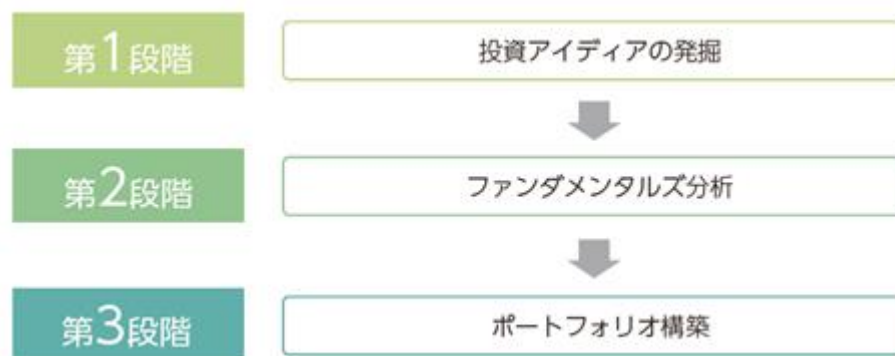 第1段階
投資アイディアの発掘
第2段階
ファンダメンタルズ分析
第3段階
ポートフォリオ構築